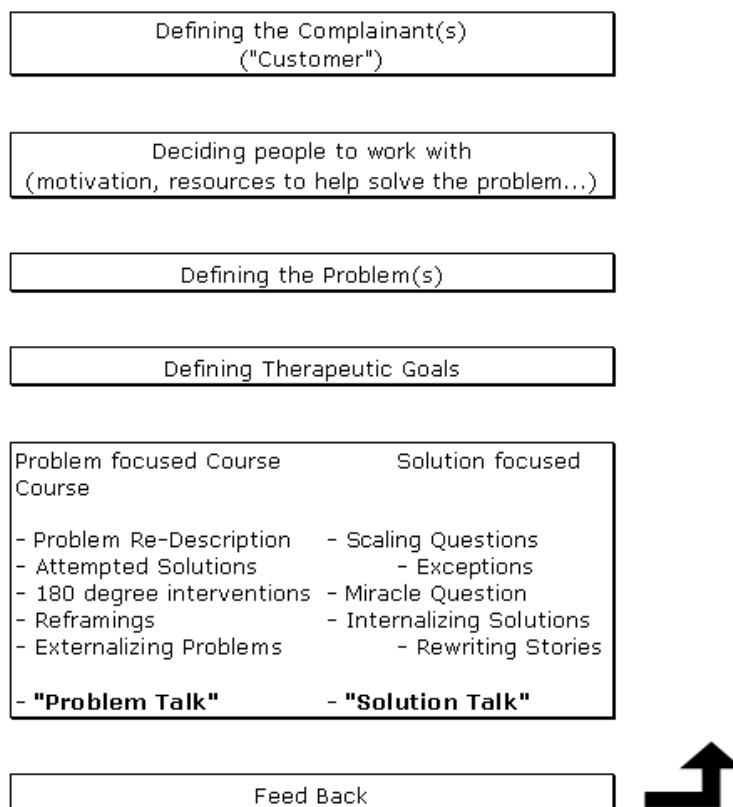 Defining the Complainant(s)
("Customer")
Deciding people to work with
(motivation, resources to help solve the problem...)
Defining the Problem(s)
Defining Therapeutic Goals
Problem focused Course Solution focused
Course
- Problem Re-Description - Scaling Questions
- Attempted Solutions - Exceptions
- 180 degree interventions - Miracle Question
- Reframings - Internalizing Solutions
- Externalizing Problems - Rewriting Stories
- "Problem Talk" - "Solution Talk"
Feed Back